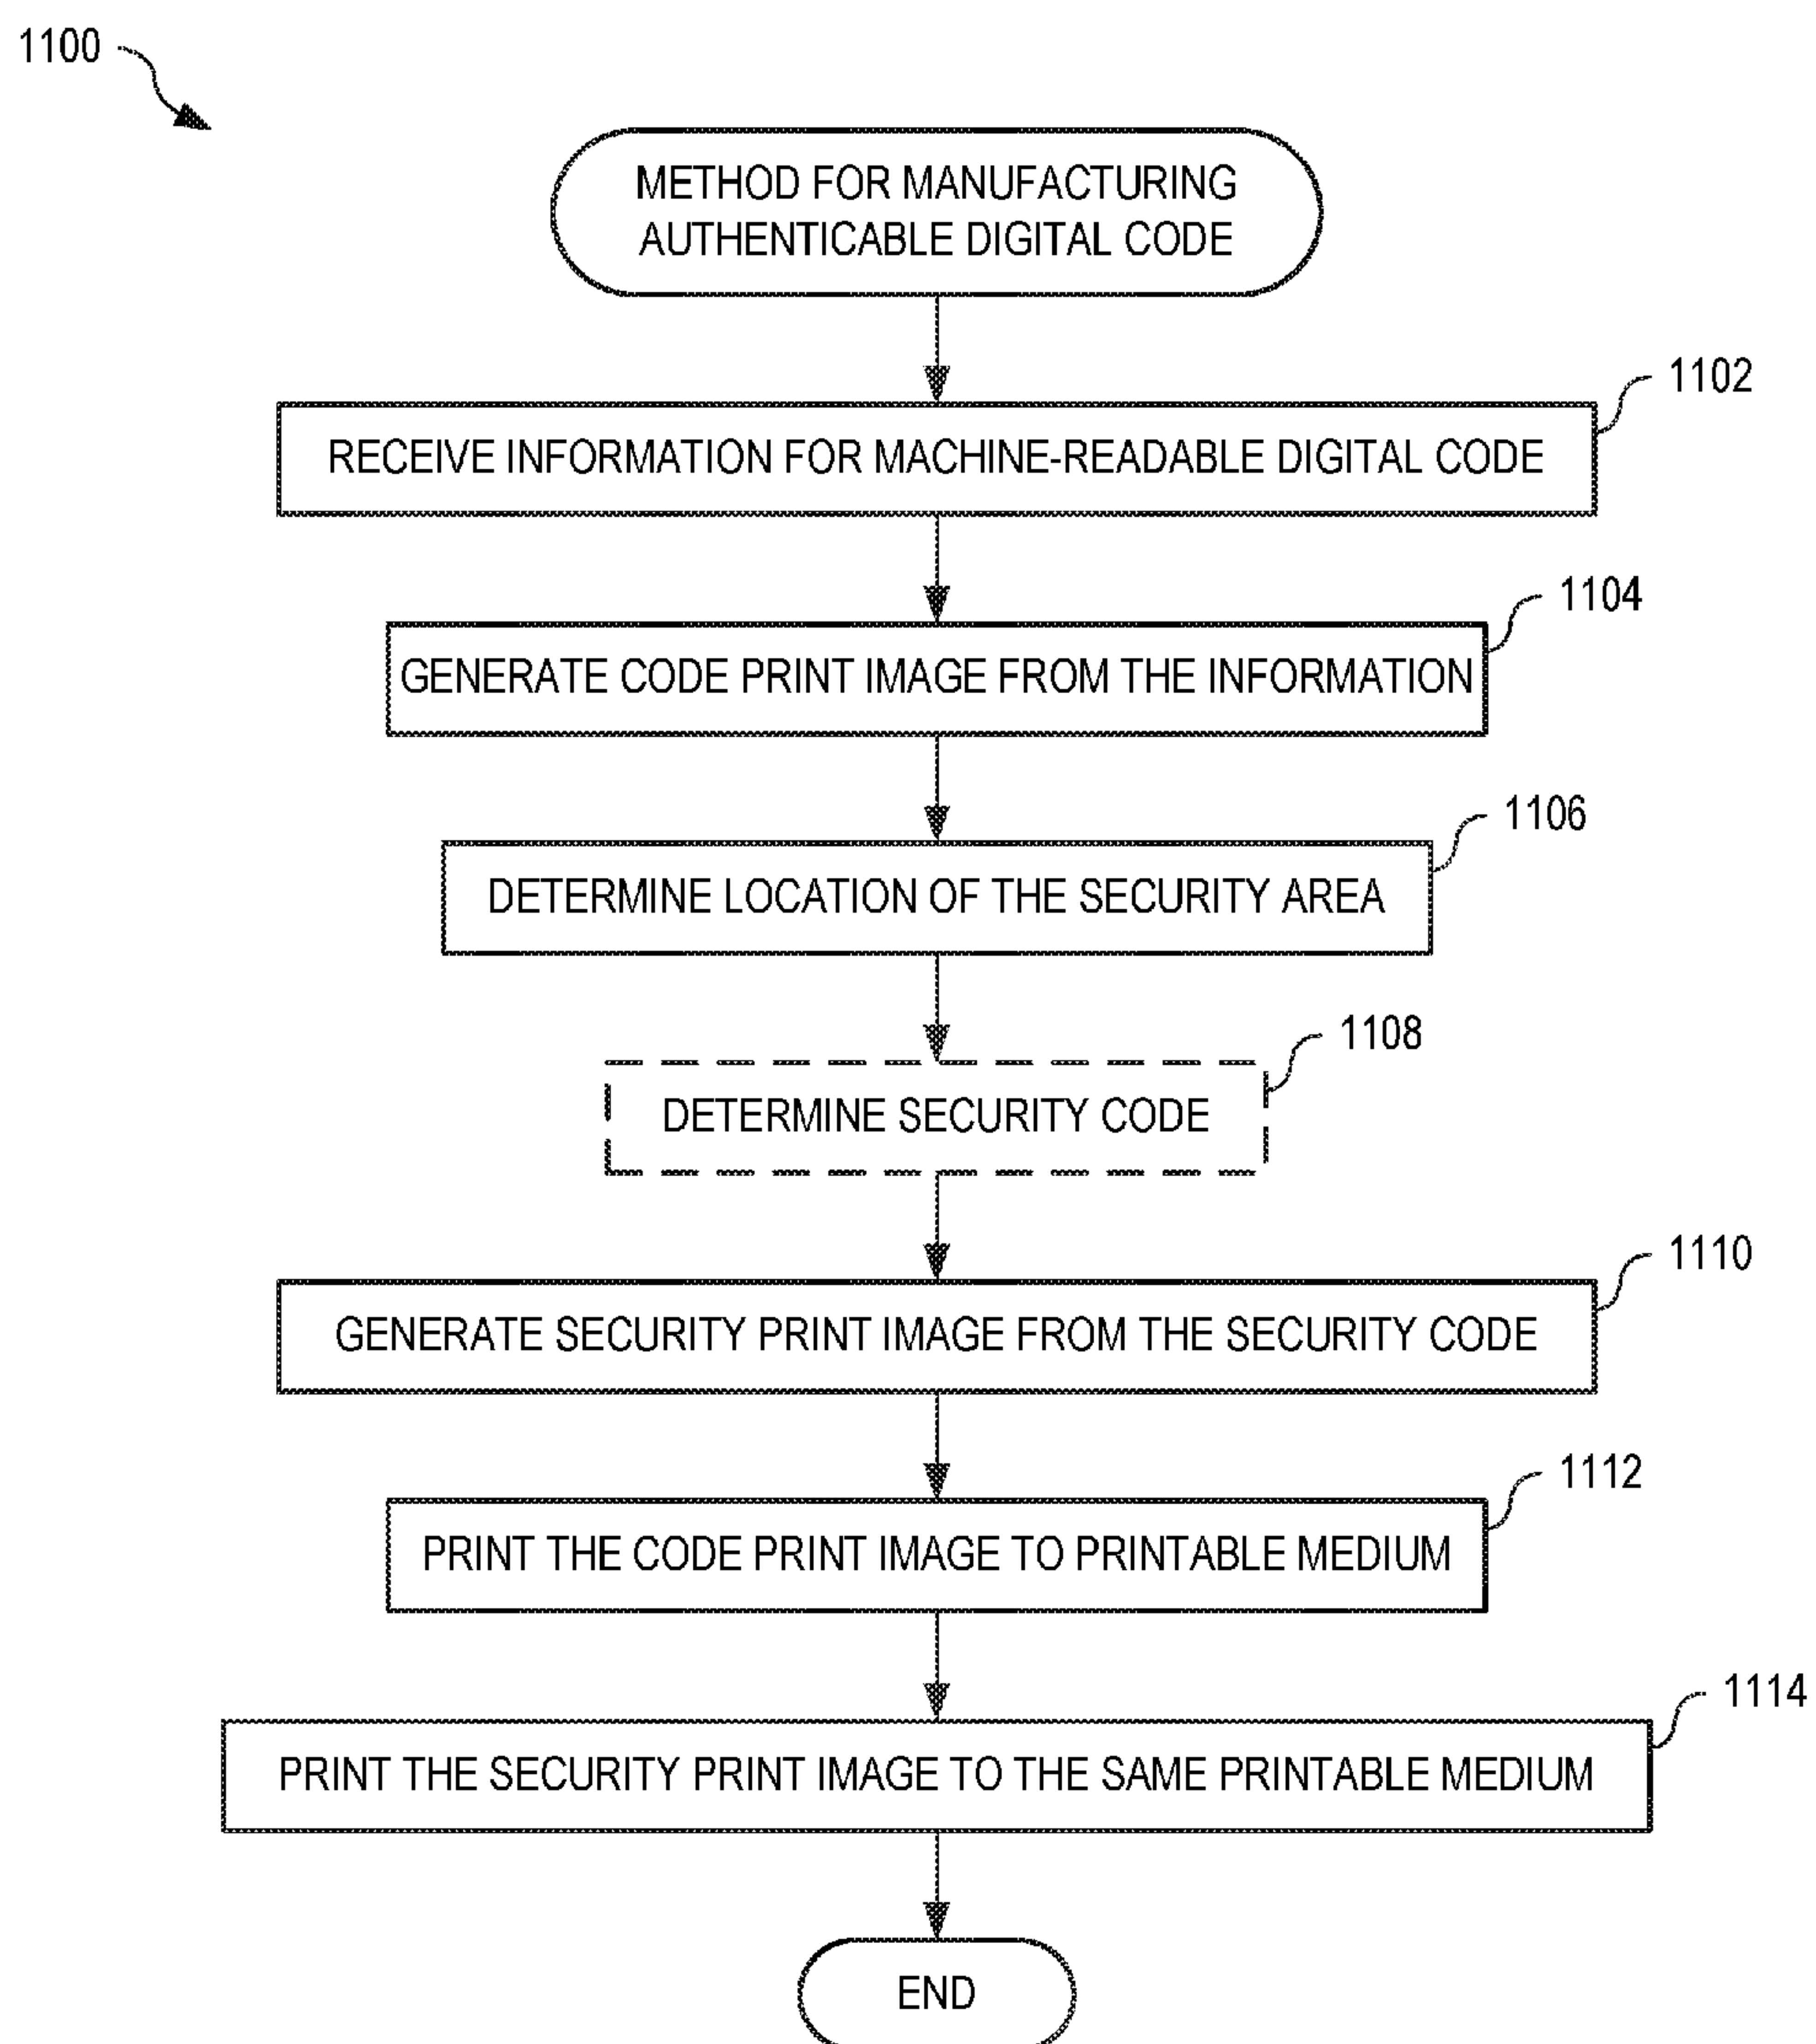 1100
METHOD FOR MANUFACTURING
AUTHENTICABLE DIGITAL CODE
1102
RECEIVE INFORMATION FOR MACHINE-READABLE DIGITAL CODE
1104
GENERATE CODE PRINT IMAGE FROM THE INFORMATION
1106
DETERMINE LOCATION OF THE SECURITY AREA
1108
DETERMINE SECURITY CODE
1110
GENERATE SECURITY PRINT IMAGE FROM THE SECURITY CODE
1112
PRINT THE CODE PRINT IMAGE TO PRINTABLE MEDIUM
1114
PRINT THE SECURITY PRINT IMAGE TO THE SAME PRINTABLE MEDIUM
END